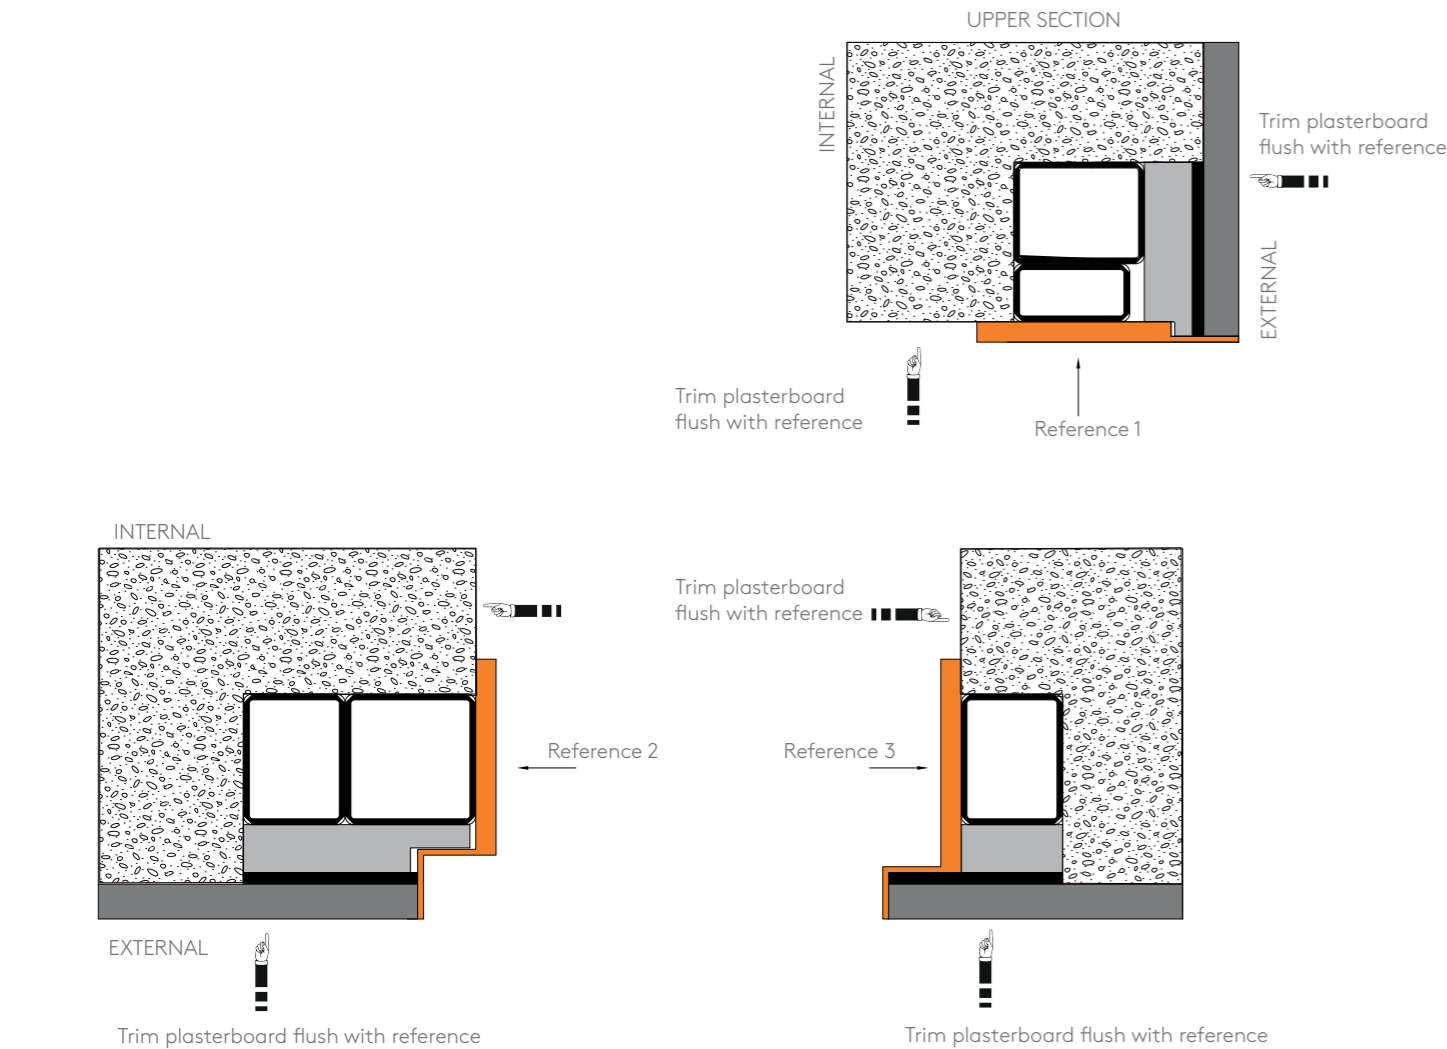 UPPER SECTION
INTERNAL
Trim plasterboard
flush with reference
EXTERNAL
Trim plasterboard
flush with reference
Reference 1
INTERNAL
Trim plasterboard
flush with reference
Reference 2
Reference 3
EXTERNAL
Trim plasterboard flush with reference
Trim plasterboard flush with reference